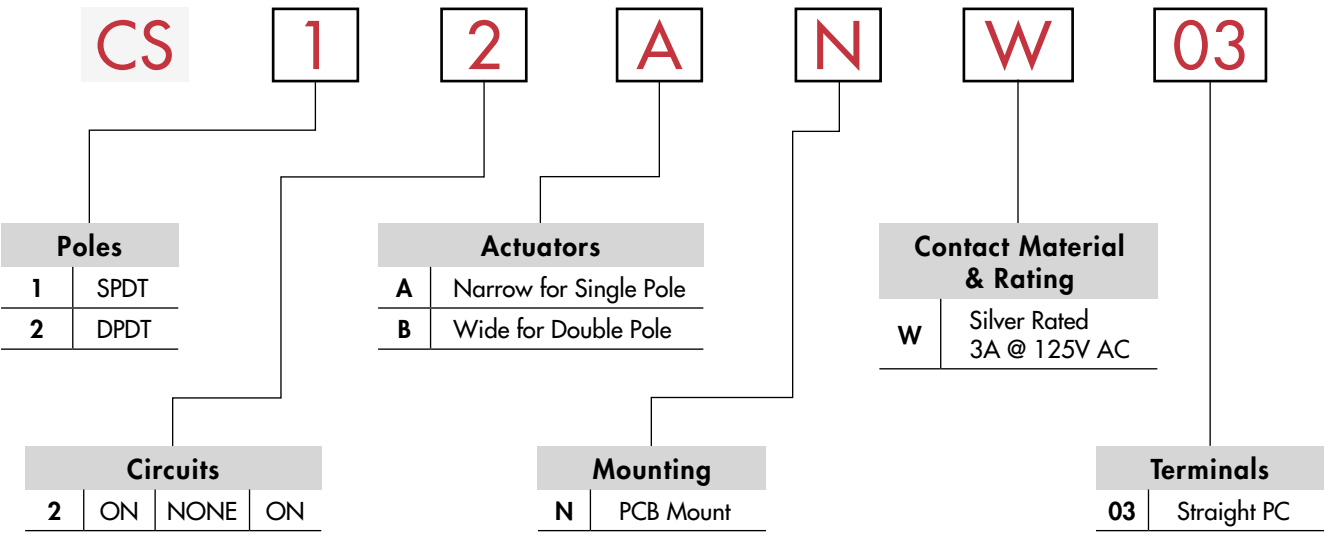 CS 1 2 A N W 03
Poles
1 SPDT
2 DPDT
Actuators
A Narrow for Single Pole
B Wide for Double Pole
Contact Material
& Rating
W Silver Rated
3A @ 125V AC
Circuits
2 ON NONE ON
Mounting
N PCB Mount
Terminals
03 Straight PC